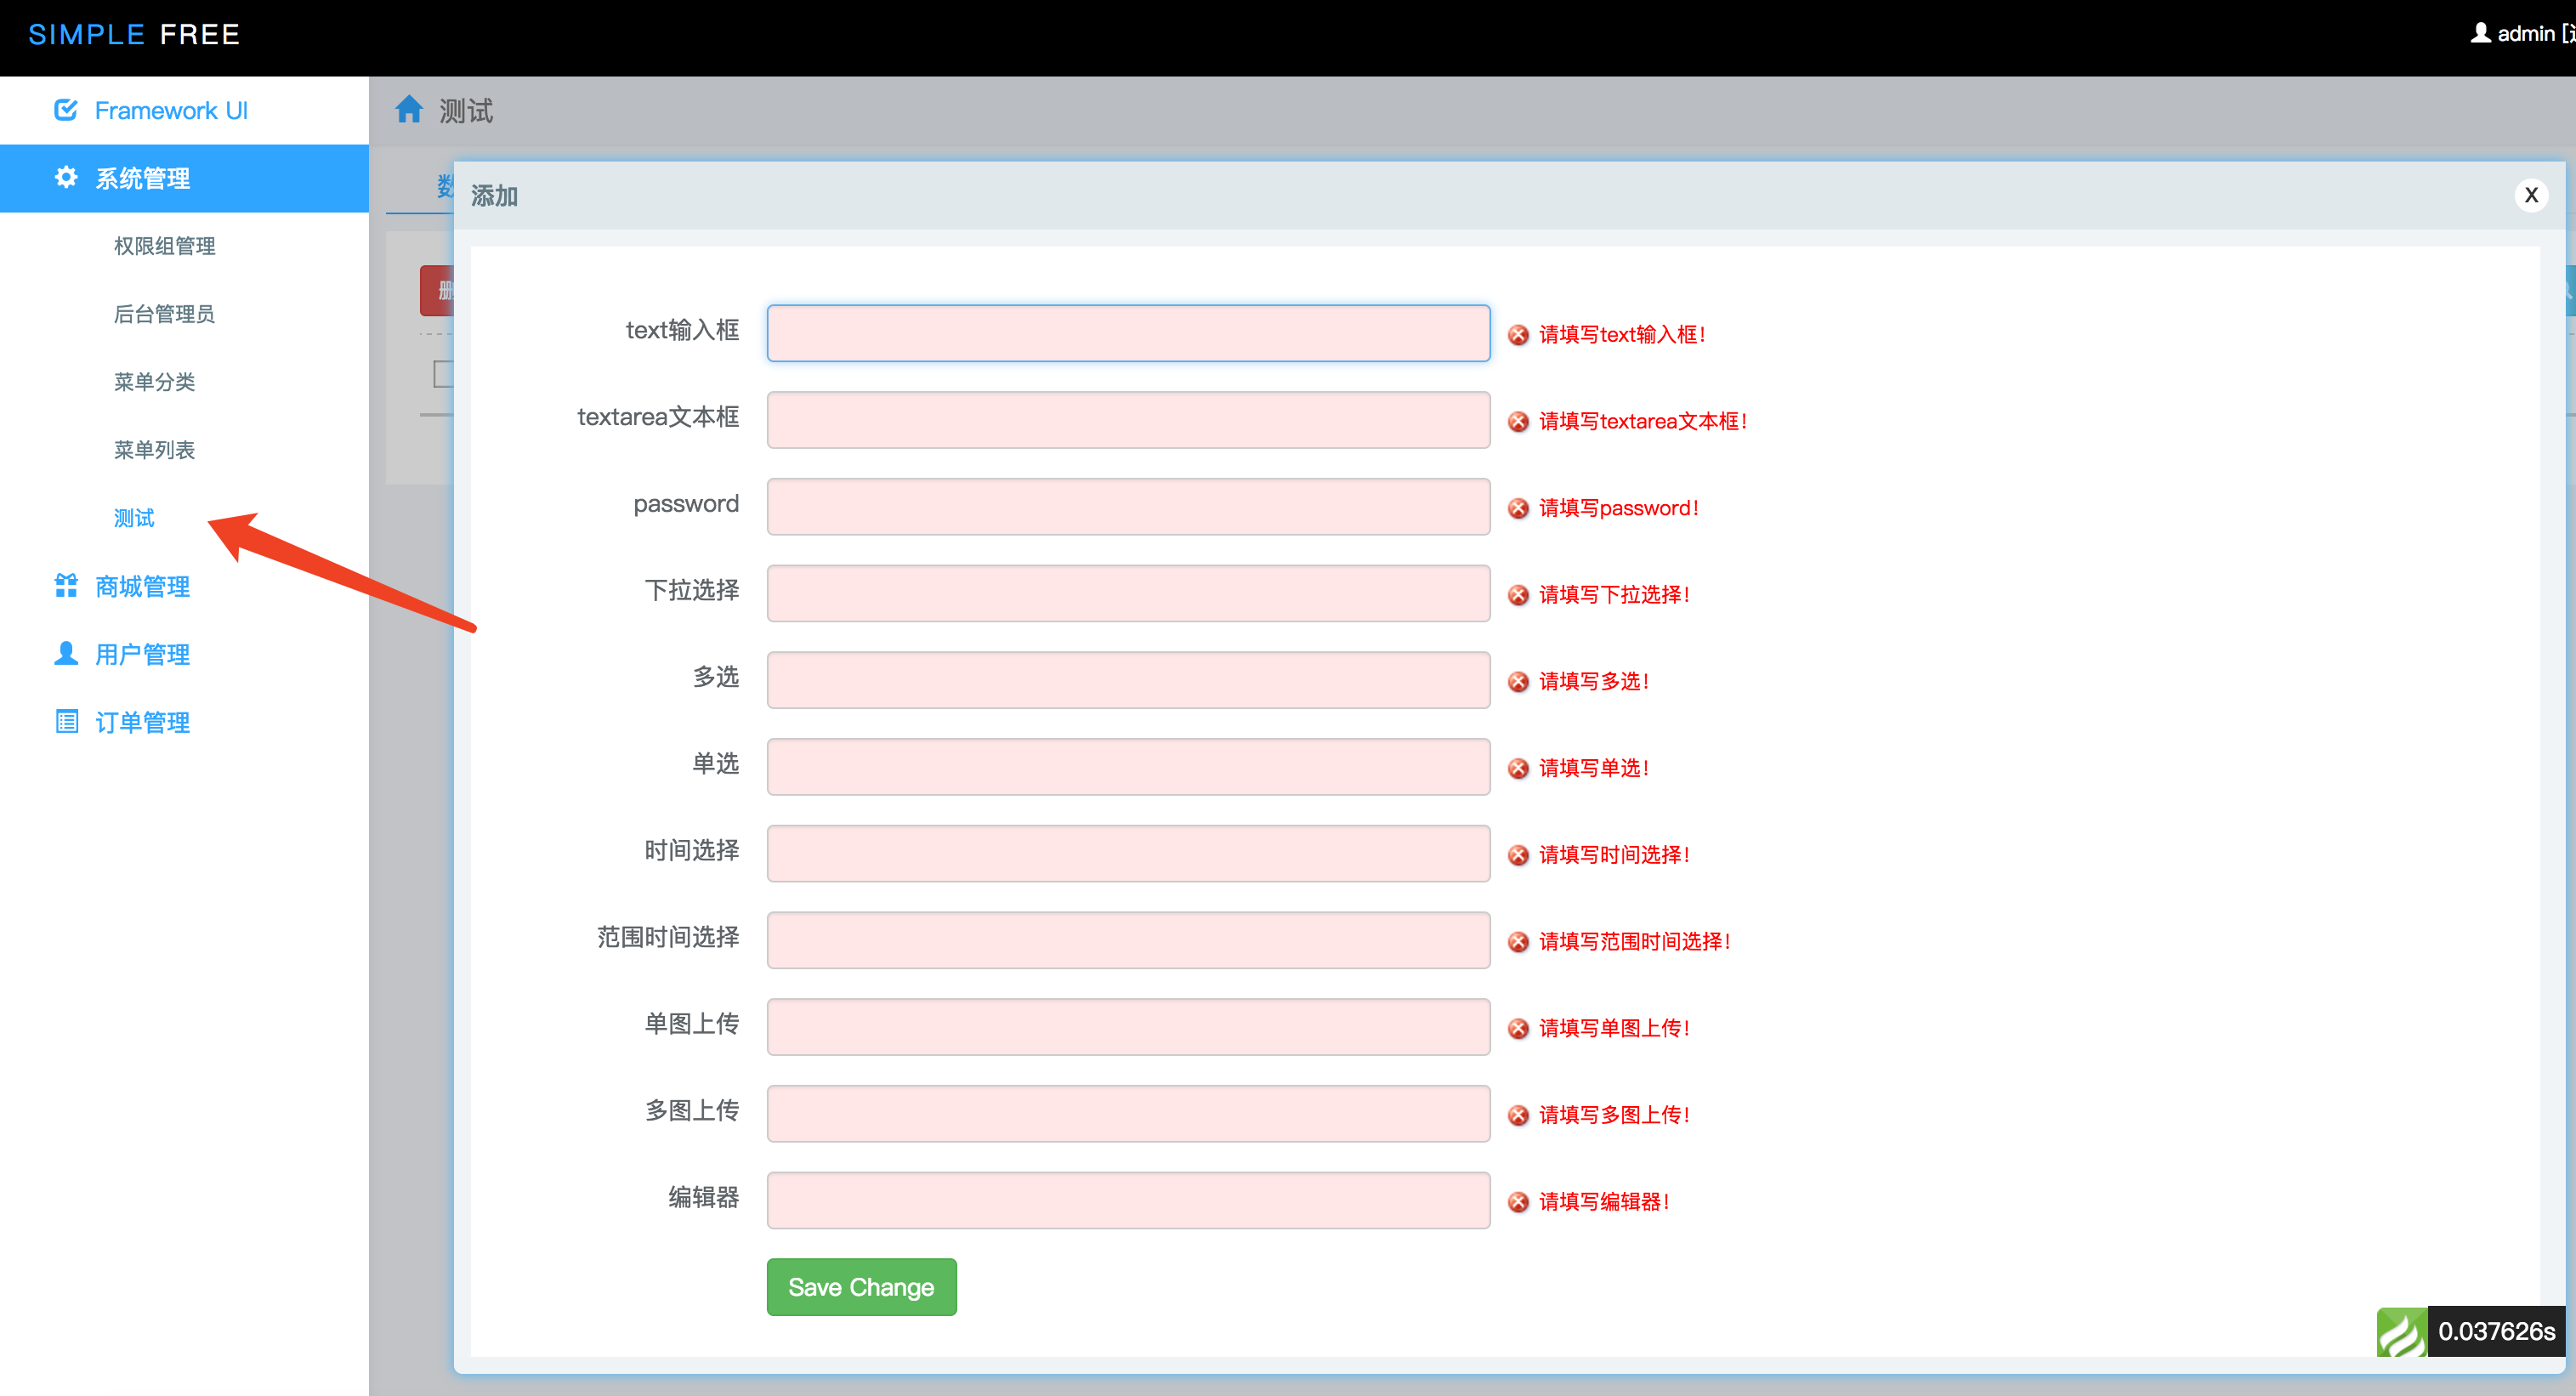 SIMPLE FREE
admin
Framework UI
系统管理
权限组管理
后台管理员
菜单分类
菜单列表
测试
商城管理
用户管理
订单管理
测试
添加
X
text输入框
请填写text输入框!
textarea文本框
请填写textarea文本框!
password
请填写password!
下拉选择
请填写下拉选择!
多选
请填写多选!
单选
请填写单选!
时间选择
请填写时间选择!
范围时间选择
请填写范围时间选择!
单图上传
请填写单图上传!
多图上传
请填写多图上传!
编辑器
请填写编辑器!
Save Change
0.037626s